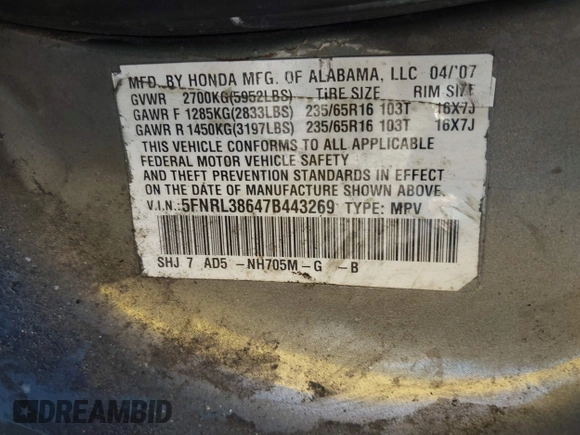 MFD. BY HONDA MFG. OF ALABAMA, LLC 04/'07
GVWR 2700KG(5952LBS) TIRE SIZE RIM SIZE
GAWR F 1285KG(2833LBS) 235/65R16 103T 16X7J
GAWR R 1450KG(3197LBS) 235/65R16 103T 16X7J
THIS VEHICLE CONFORMS TO ALL APPLICABLE
FEDERAL MOTOR VEHICLE SAFETY
AND THEFT PREVENTION STANDARDS IN EFFECT
ON THE DATE OF MANUFACTURE SHOWN ABOVE.
V.I.N.:5FNRL38647B443269 TYPE: MPV
SHJ 7 AD5 -NH705M-G -B
DREAMBID